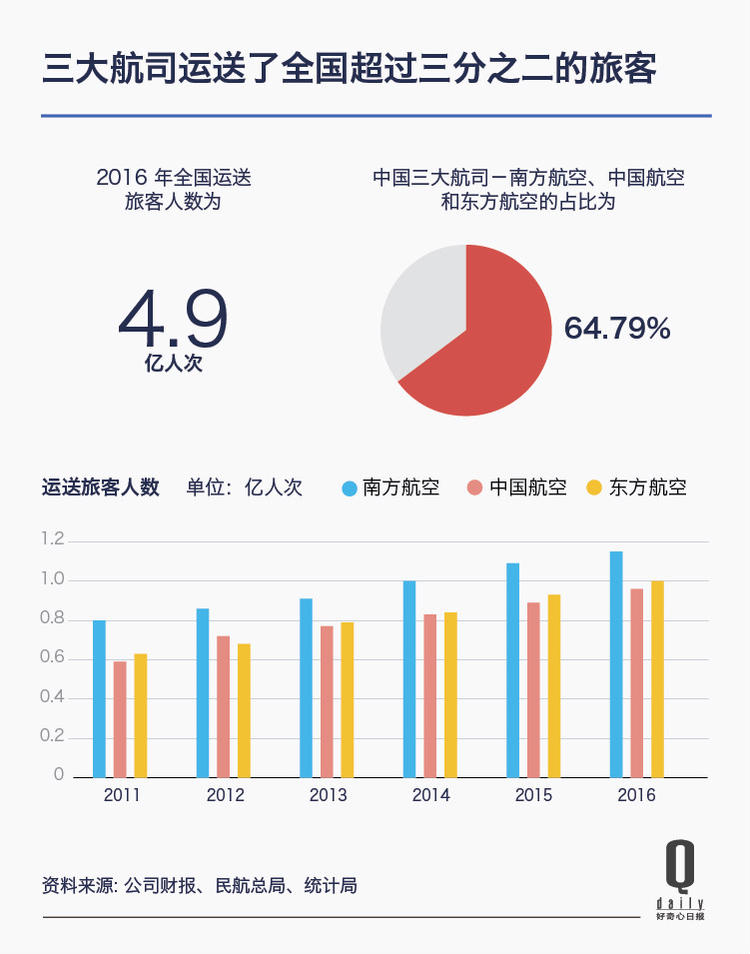 三大航司运送了全国超过三分之二的旅客
2016 年全国运送
旅客人数为
4.9
亿人次
中国三大航司－南方航空、中国航空
和东方航空的占比为
64.79%
运送旅客人数 单位：亿人次 南方航空 中国航空 东方航空
1.2
1.0
0.8
0.6
0.4
0.2
0
2011 2012 2013 2014 2015 2016
资料来源: 公司财报、民航总局、统计局
Q
daily
好奇心日报